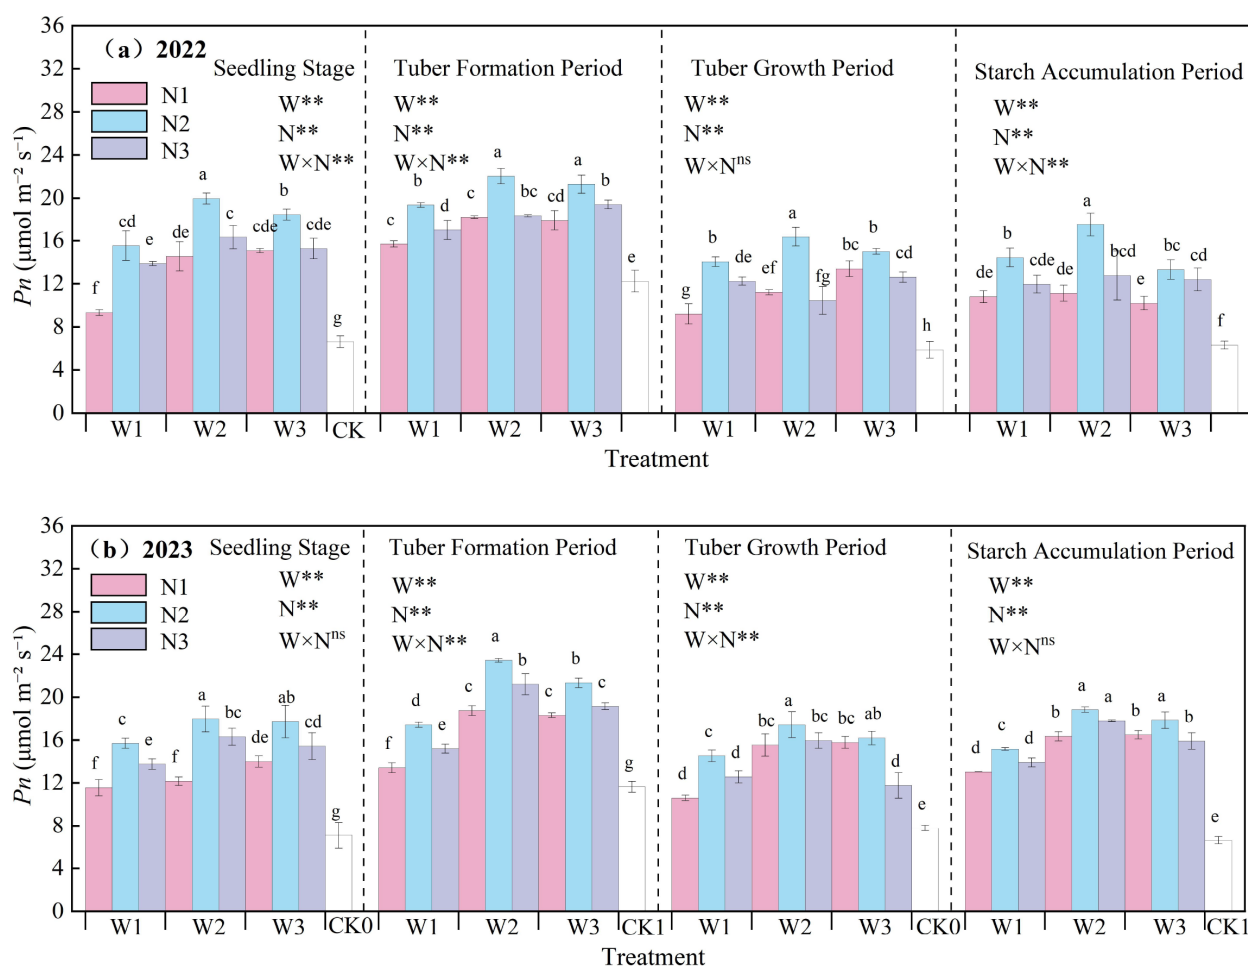 (a) 2022
Seedling Stage
Tuber Formation Period
Tuber Growth Period
Starch Accumulation Period
N1
N2
N3
W**
N**
W×N**
W**
N**
W×N**
W**
N**
W×Nns
W**
N**
W×N**
Pn (μmol m⁻² s⁻¹)
36
32
28
24
20
16
12
8
4
0
f cd e de a c cde b cde g
c b d c a bc cd a b e
g b de ef a fg bc b cd h
de b cde de a bcd e bc cd f
W1 W2 W3 CK W1 W2 W3 W1 W2 W3 W1 W2 W3
Treatment
(b) 2023
Seedling Stage
Tuber Formation Period
Tuber Growth Period
Starch Accumulation Period
N1
N2
N3
W**
N**
W×Nns
W**
N**
W×N**
W**
N**
W×N**
W**
N**
W×Nns
Pn (μmol m⁻² s⁻¹)
36
32
28
24
20
16
12
8
4
0
f c e f a bc de ab cd g
f d e c a b c b c g
d c d bc a bc bc ab d e
d c d b a a b a b e
W1 W2 W3 CK0 W1 W2 W3 CK1 W1 W2 W3 CK0 W1 W2 W3 CK1
Treatment